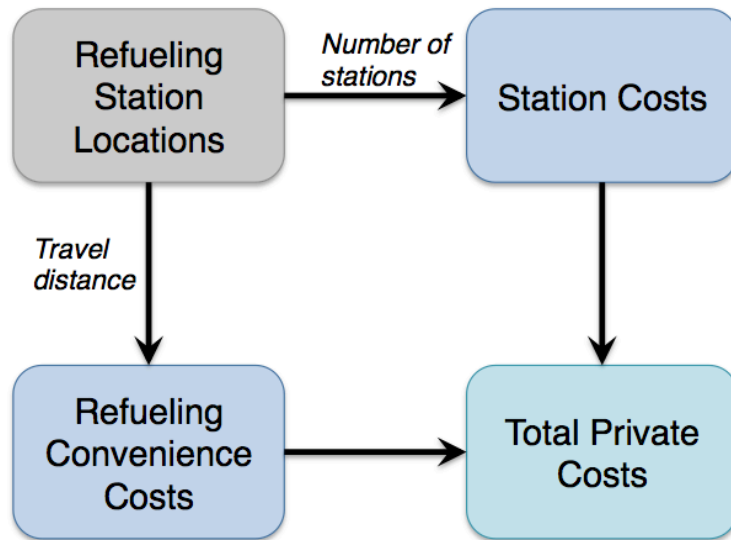 Refueling
Station
Locations
Number of
stations
Station Costs
Travel
distance
Refueling
Convenience
Costs
Total Private
Costs